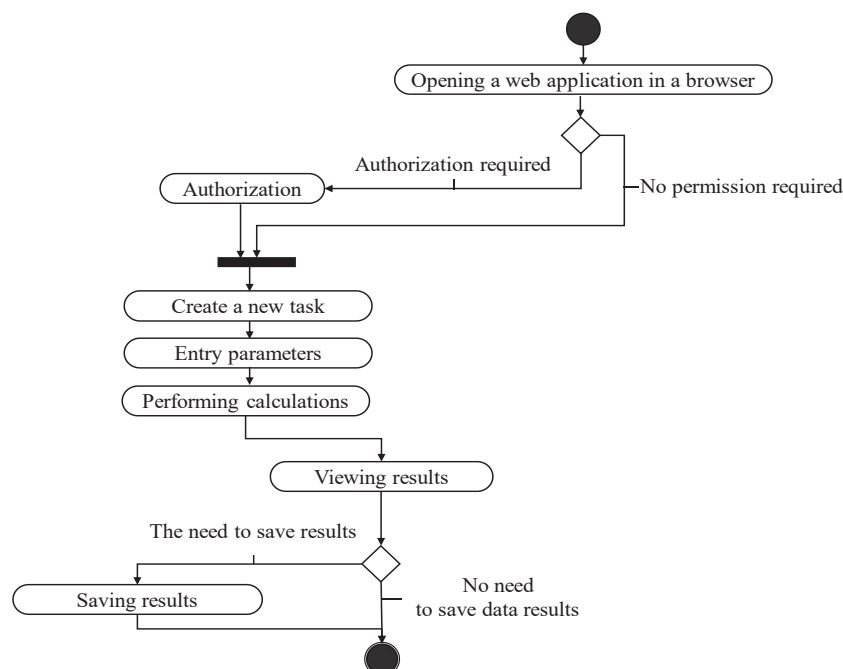 Opening a web application in a browser
Authorization required
Authorization
No permission required
Create a new task
Entry parameters
Performing calculations
Viewing results
The need to save results
No need
to save data results
Saving results